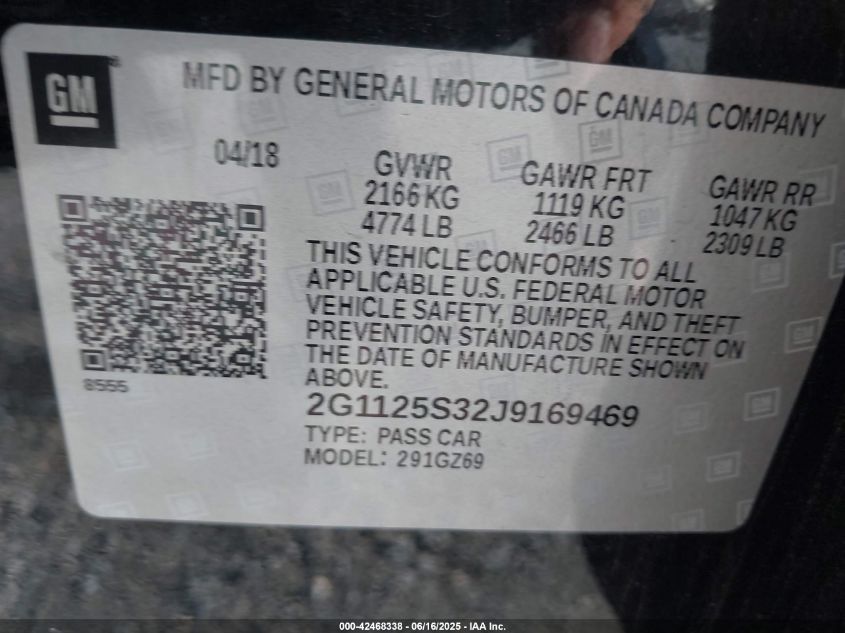 GM
MFD BY GENERAL MOTORS OF CANADA COMPANY
04/18
GVWR
2166 KG
4774 LB
GAWR FRT
1119 KG
2466 LB
GAWR RR
1047 KG
2309 LB
THIS VEHICLE CONFORMS TO ALL
APPLICABLE U.S. FEDERAL MOTOR
VEHICLE SAFETY, BUMPER, AND THEFT
PREVENTION STANDARDS IN EFFECT ON
THE DATE OF MANUFACTURE SHOWN
ABOVE.
8555
2G1125S32J9169469
TYPE: PASS CAR
MODEL: 291GZ69
000-42468338 - 06/16/2025 - IAA Inc.